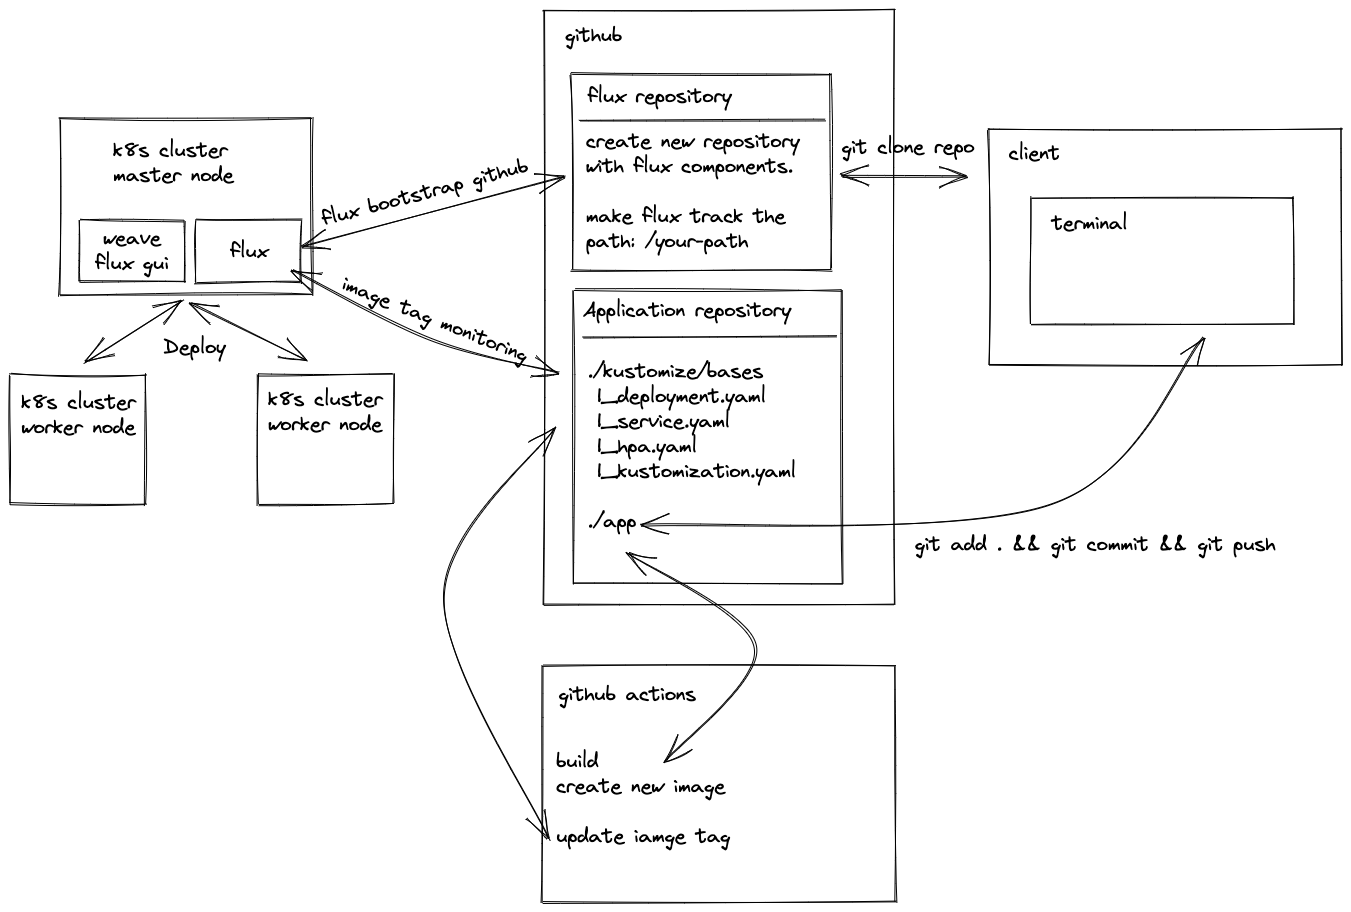 github
flux repository
create new repository
with flux components.
make flux track the
path: /your-path
git clone repo
client
terminal
k8s cluster
master node
weave
flux gui
flux
flux bootstrap github
image tag monitoring
Deploy
k8s cluster
worker node
k8s cluster
worker node
Application repository
./kustomize/bases
|_deployment.yaml
|_service.yaml
|_hpa.yaml
|_kustomization.yaml
./app
git add . && git commit && git push
github actions
build
create new image
update iamge tag